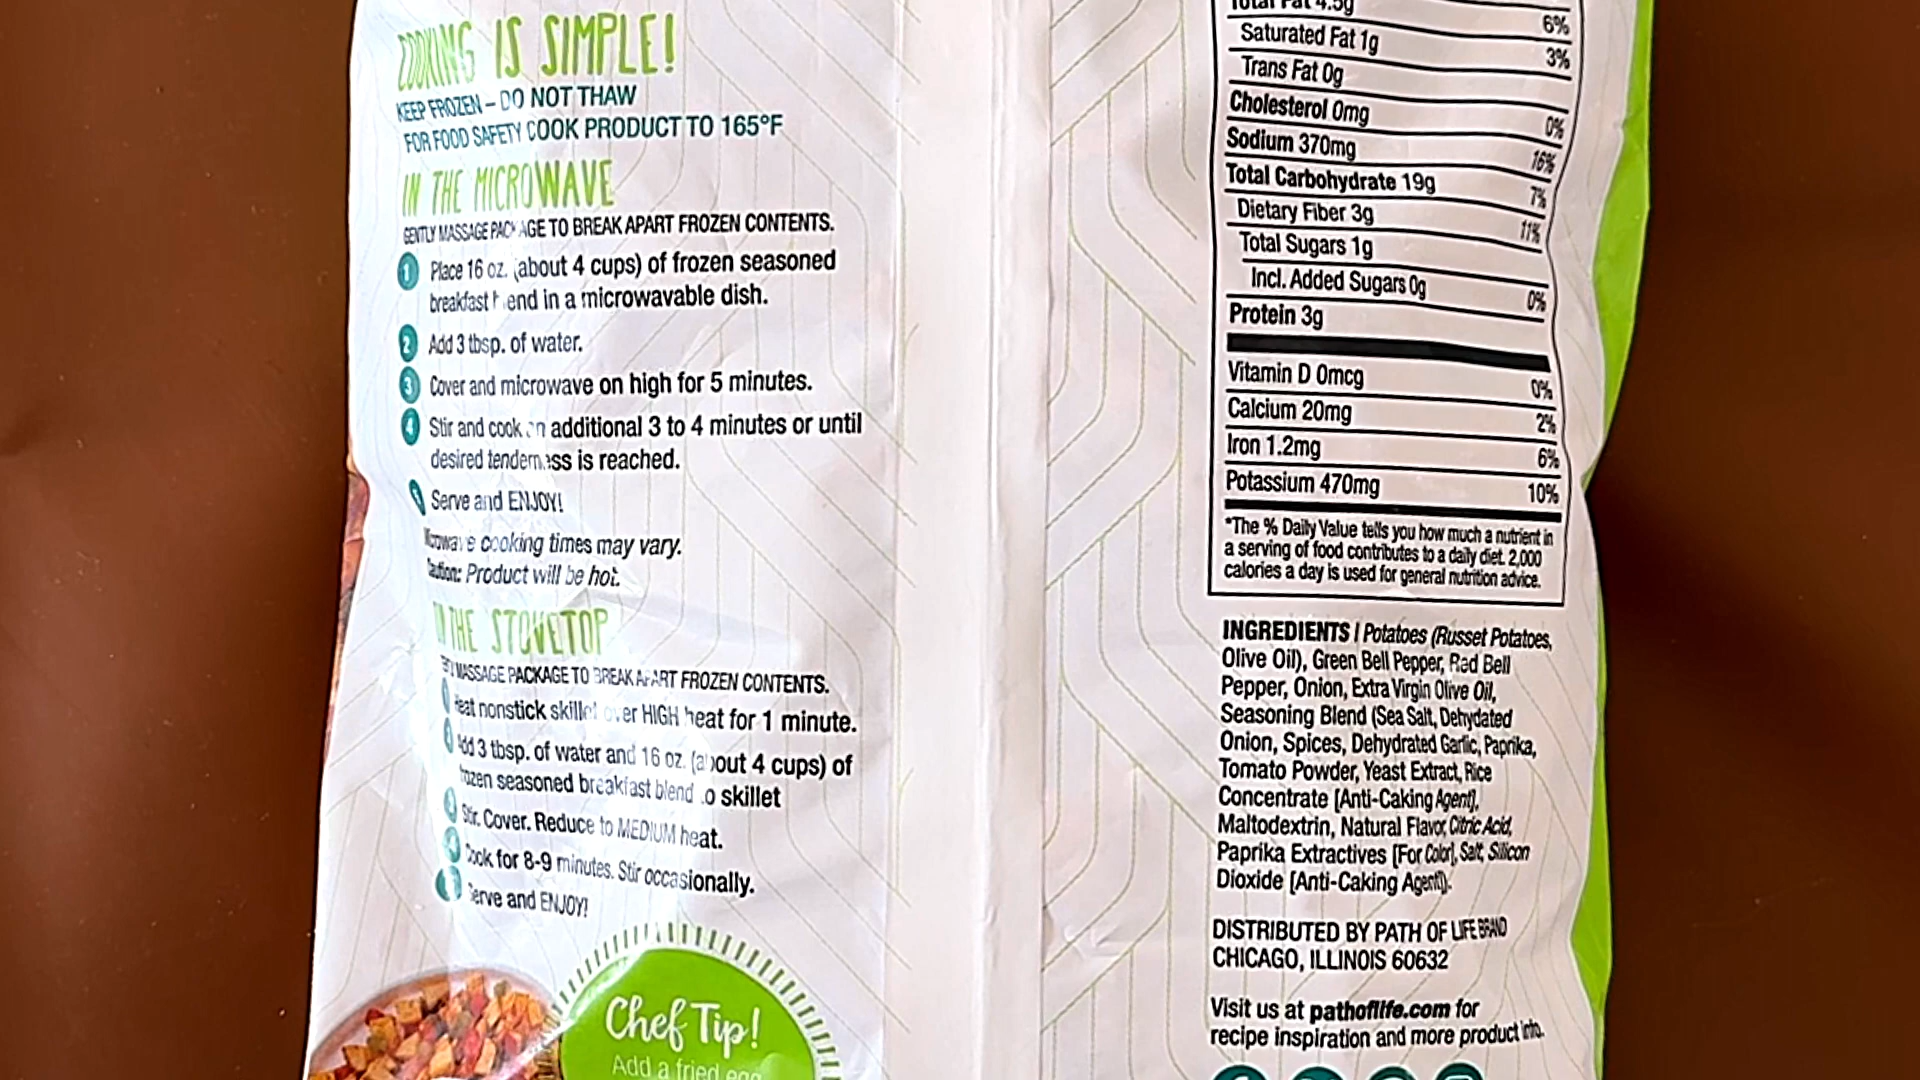 COOKING IS SIMPLE!
KEEP FROZEN – DO NOT THAW
FOR FOOD SAFETY COOK PRODUCT TO 165°F
IN THE MICROWAVE
GENTLY MASSAGE PACKAGE TO BREAK APART FROZEN CONTENTS.
1 Place 16 oz. (about 4 cups) of frozen seasoned
breakfast blend in a microwavable dish.
2 Add 3 tbsp. of water.
3 Cover and microwave on high for 5 minutes.
4 Stir and cook an additional 3 to 4 minutes or until
desired tenderness is reached.
5 Serve and ENJOY!
Microwave cooking times may vary.
Caution: Product will be hot.
THE STOVETOP
MASSAGE PACKAGE TO BREAK APART FROZEN CONTENTS.
Heat nonstick skillet over HIGH heat for 1 minute.
2 Add 3 tbsp. of water and 16 oz. (about 4 cups) of
frozen seasoned breakfast blend to skillet
3 Stir. Cover. Reduce to MEDIUM heat.
4 Cook for 8-9 minutes. Stir occasionally.
Serve and ENJOY!
Chef Tip!
Add a fried egg
Total Fat 4.5g 6%
Saturated Fat 1g 3%
Trans Fat 0g
Cholesterol 0mg 0%
Sodium 370mg 16%
Total Carbohydrate 19g 7%
Dietary Fiber 3g 11%
Total Sugars 1g
Incl. Added Sugars 0g 0%
Protein 3g
Vitamin D 0mcg 0%
Calcium 20mg 2%
Iron 1.2mg 6%
Potassium 470mg 10%
*The % Daily Value tells you how much a nutrient in
a serving of food contributes to a daily diet. 2,000
calories a day is used for general nutrition advice.
INGREDIENTS | Potatoes (Russet Potatoes,
Olive Oil), Green Bell Pepper, Red Bell
Pepper, Onion, Extra Virgin Olive Oil,
Seasoning Blend (Sea Salt, Dehydated
Onion, Spices, Dehydrated Garlic, Paprika,
Tomato Powder, Yeast Extract, Rice
Concentrate [Anti-Caking Agent],
Maltodextrin, Natural Flavor, Citric Acid,
Paprika Extractives [For Color], Salt, Silicon
Dioxide [Anti-Caking Agent]).
DISTRIBUTED BY PATH OF LIFE BRAND
CHICAGO, ILLINOIS 60632
Visit us at pathoflife.com for
recipe inspiration and more product info.